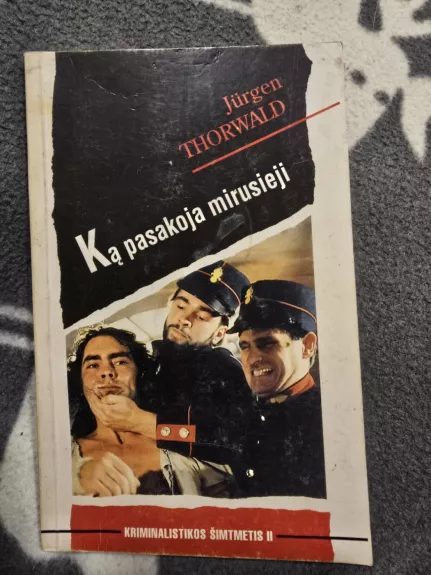 Jürgen
THORWALD
Ką pasakoja mirusieji
KRIMINALISTIKOS ŠIMTMETIS II